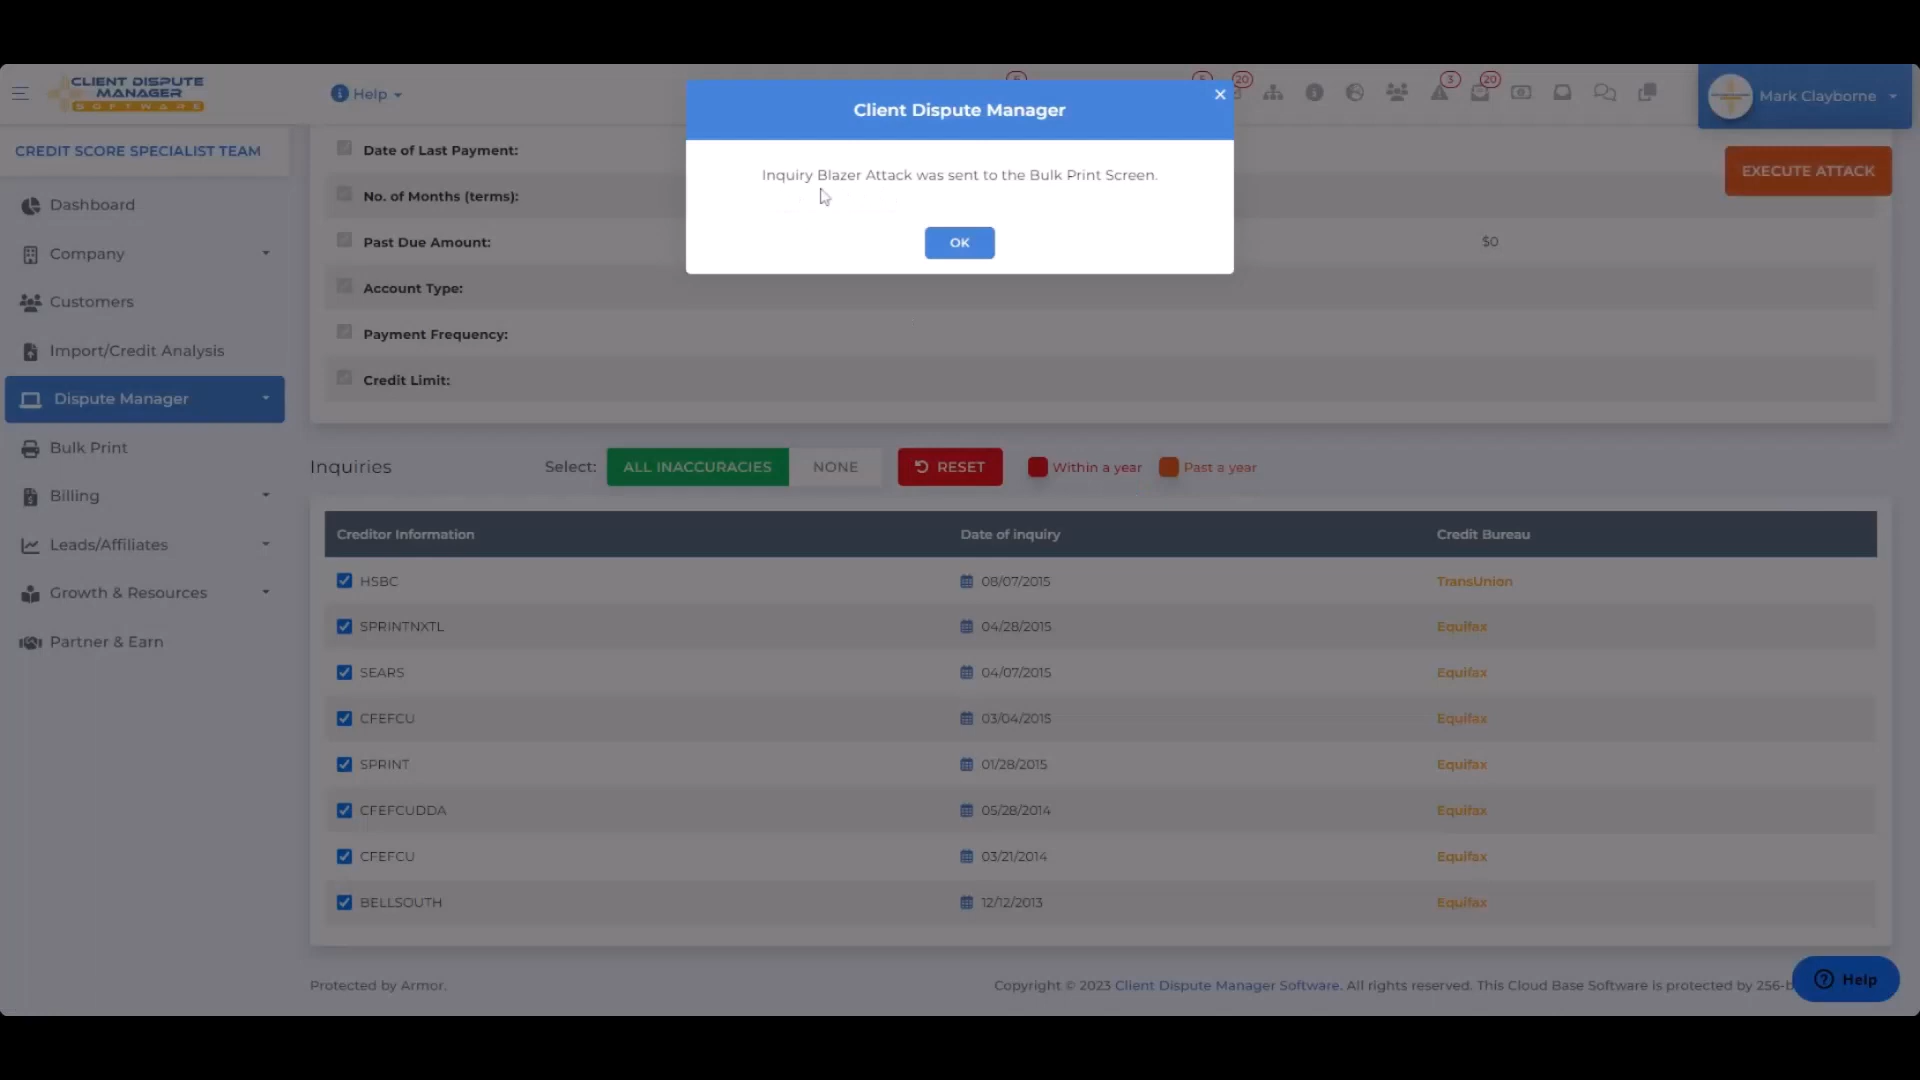 CLIENT DISPUTE
MANAGER
SOFTWARE
Help
20
3
20
Mark Clayborne
Client Dispute Manager
Inquiry Blazer Attack was sent to the Bulk Print Screen.
OK
CREDIT SCORE SPECIALIST TEAM
Dashboard
Company
Customers
Import/Credit Analysis
Dispute Manager
Bulk Print
Billing
Leads/Affiliates
Growth & Resources
Partner & Earn
EXECUTE ATTACK
Date of Last Payment:
No. of Months (terms):
Past Due Amount: $0
Account Type:
Payment Frequency:
Credit Limit:
Inquiries Select: ALL INACCURACIES NONE RESET Within a year Past a year
Creditor Information Date of inquiry Credit Bureau
HSBC 08/07/2015 TransUnion
SPRINTNXTL 04/28/2015 Equifax
SEARS 04/07/2015 Equifax
CFEFCU 03/04/2015 Equifax
SPRINT 01/28/2015 Equifax
CFEFCUDDA 05/28/2014 Equifax
CFEFCU 03/21/2014 Equifax
BELLSOUTH 12/12/2013 Equifax
Protected by Armor. Copyright © 2023 Client Dispute Manager Software. All rights reserved. This Cloud Base Software is protected by 256-b
Help